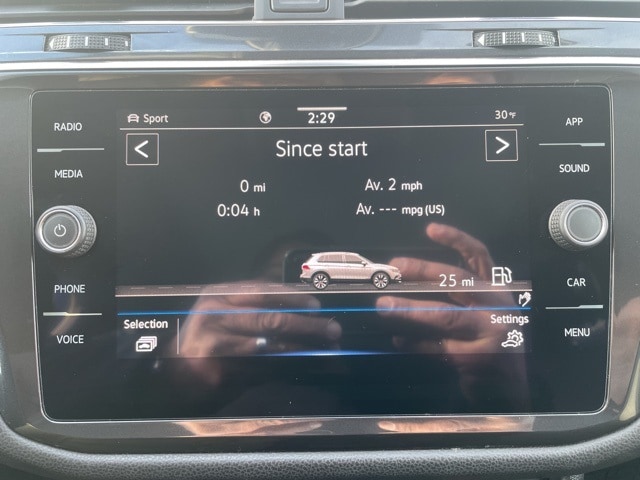 RADIO
MEDIA
PHONE
VOICE
Sport
2:29
30 °F
Since start
0 mi
Av. 2 mph
0:04 h
Av. --- mpg (US)
25 mi
Selection
Settings
APP
SOUND
CAR
MENU